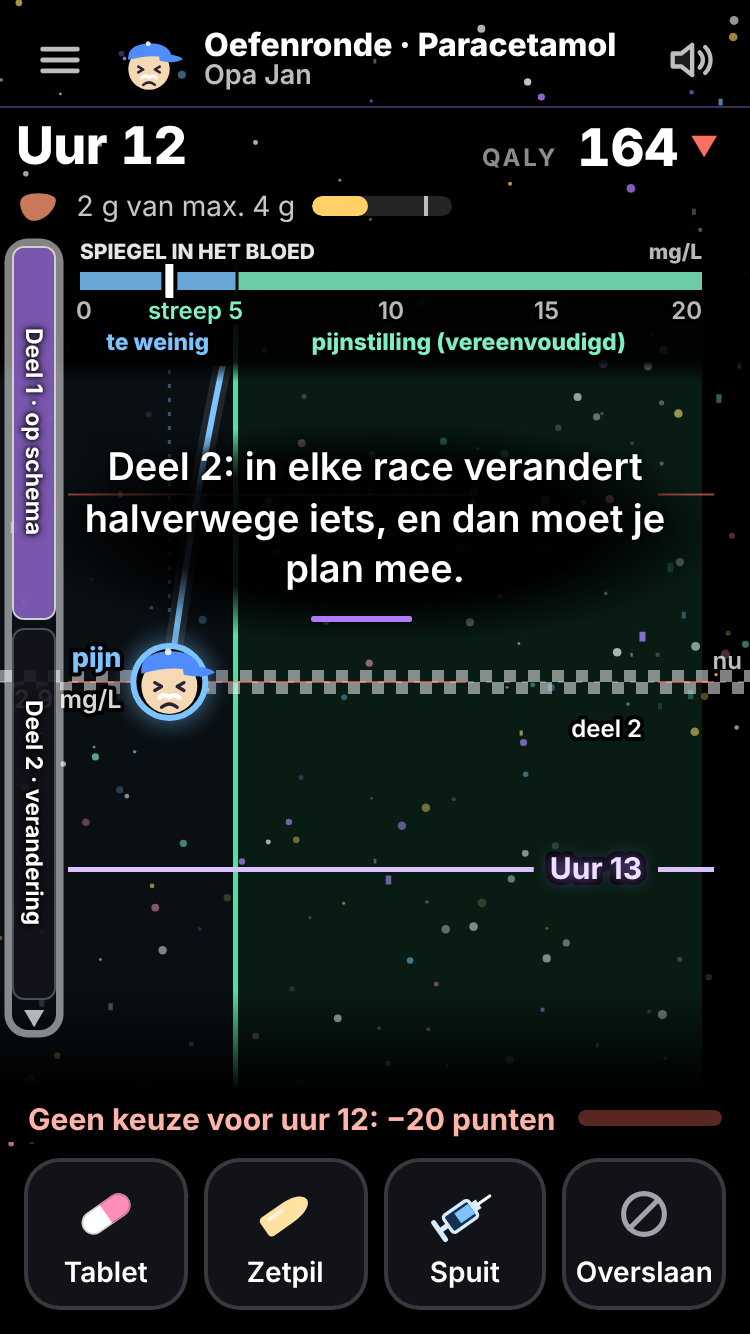 Oefenronde · Paracetamol
Opa Jan
Uur 12
QALY 164
2 g van max. 4 g
SPIEGEL IN HET BLOED mg/L
0 streep 5 10 15 20
te weinig pijnstilling (vereenvoudigd)
Deel 1 · op schema
Deel 2: in elke race verandert
halverwege iets, en dan moet je
plan mee.
pijn
nu
2.9 mg/L
Deel 2 · verandering
deel 2
Uur 13
Geen keuze voor uur 12: −20 punten
Tablet Zetpil Spuit Overslaan